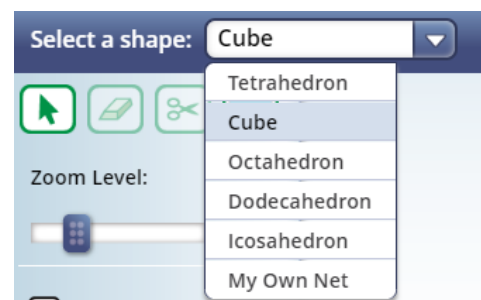 Select a shape: Cube
Tetrahedron
Cube
Octahedron
Zoom Level:
Dodecahedron
Icosahedron
My Own Net